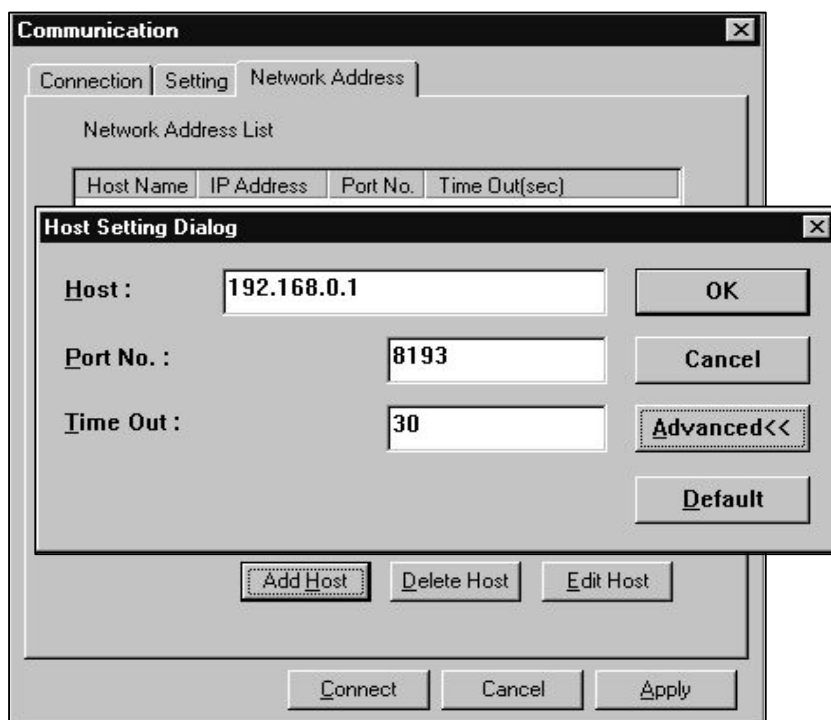 Communication
Connection Setting Network Address
Network Address List
Host Name IP Address Port No. Time Out(sec)
Host Setting Dialog
Host : 192.168.0.1 OK
Port No. : 8193 Cancel
Time Out : 30 Advanced<<
Default
Add Host Delete Host Edit Host
Connect Cancel Apply